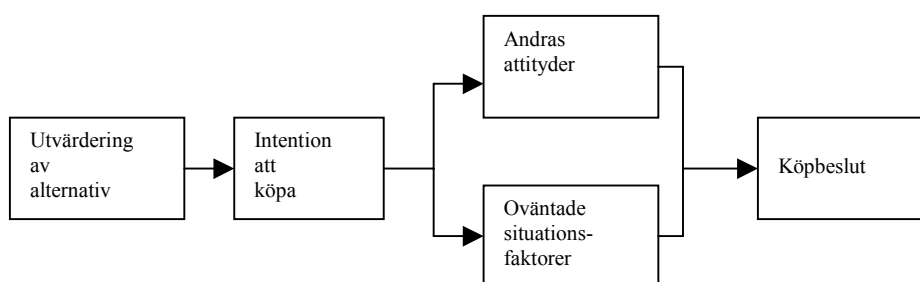 Utvärdering
av
alternativ
Intention
att
köpa
Andras
attityder
Oväntade
situations-
faktorer
Köpbeslut